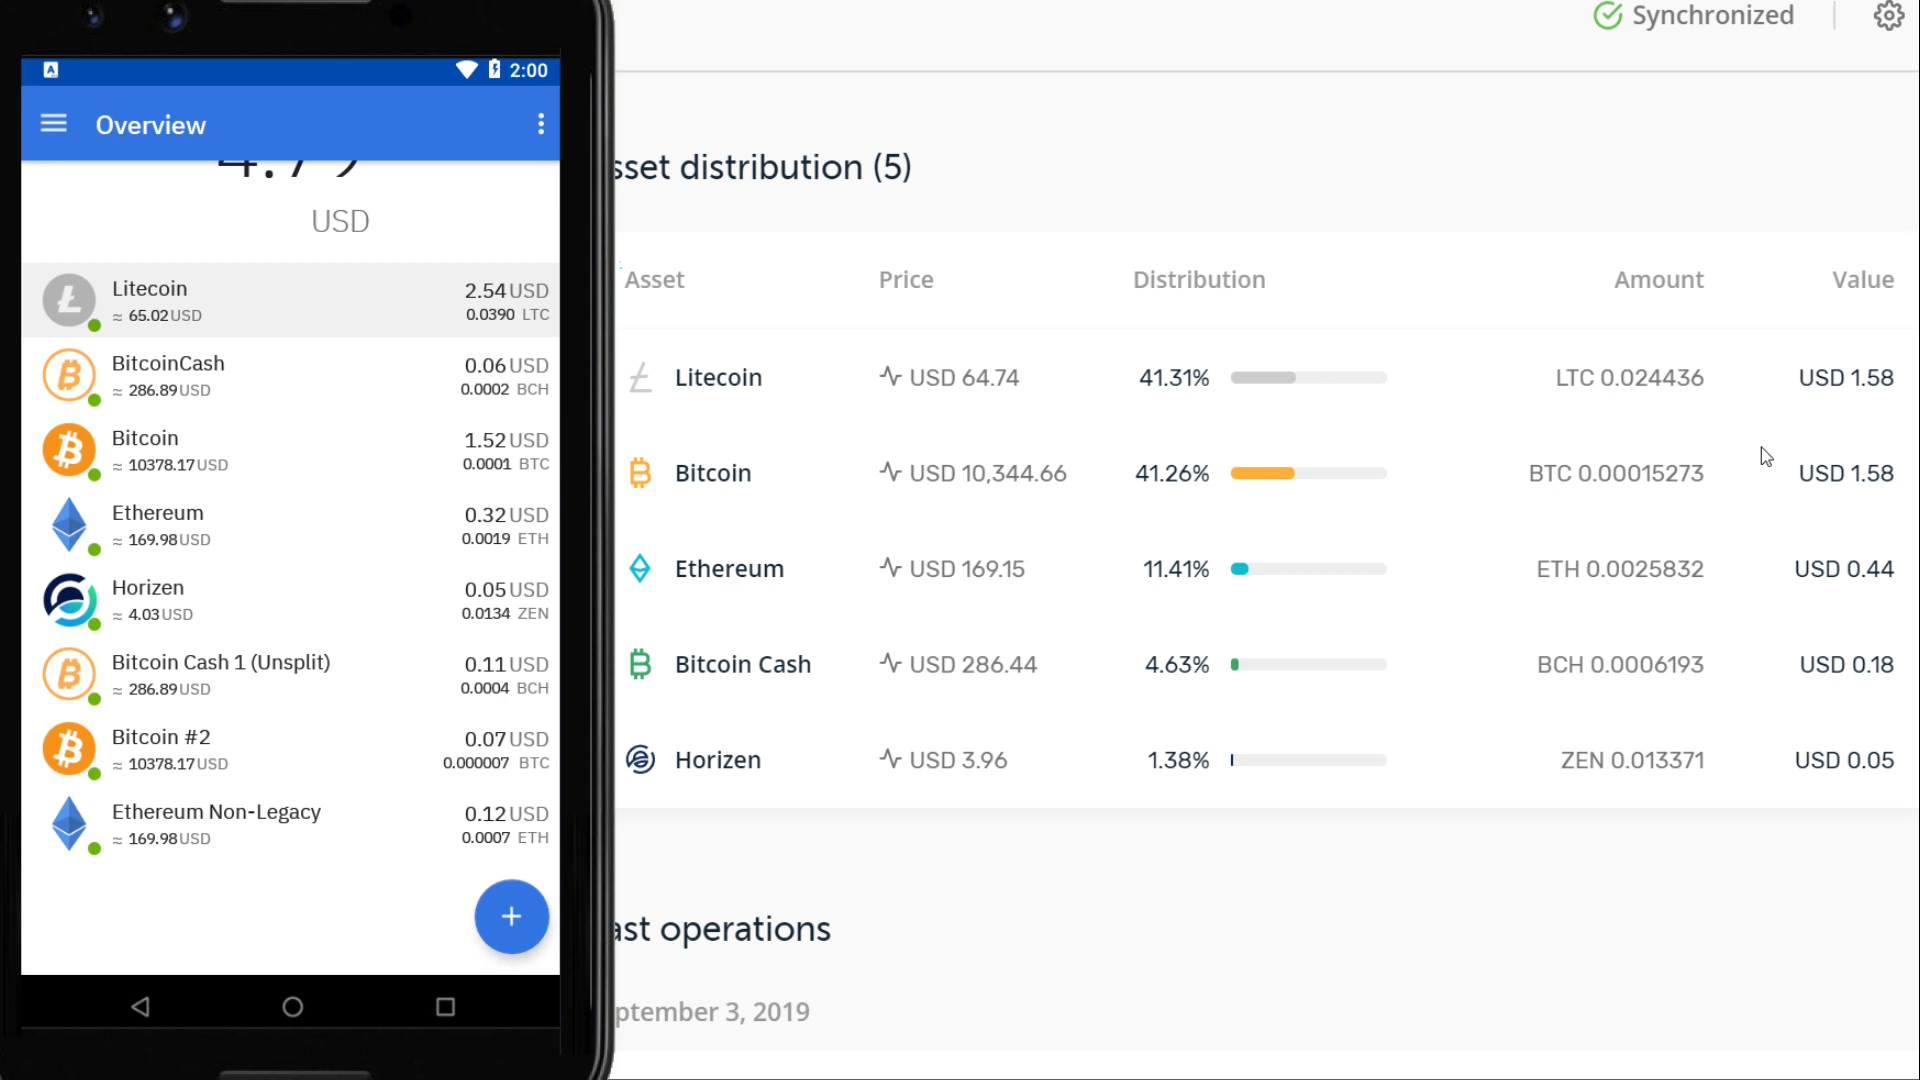 2:00
Overview
USD
Litecoin 2.54 USD
≈ 65.02 USD 0.0390 LTC
BitcoinCash 0.06 USD
≈ 286.89 USD 0.0002 BCH
Bitcoin 1.52 USD
≈ 10378.17 USD 0.0001 BTC
Ethereum 0.32 USD
≈ 169.98 USD 0.0019 ETH
Horizen 0.05 USD
≈ 4.03 USD 0.0134 ZEN
Bitcoin Cash 1 (Unsplit) 0.11 USD
≈ 286.89 USD 0.0004 BCH
Bitcoin #2 0.07 USD
≈ 10378.17 USD 0.000007 BTC
Ethereum Non-Legacy 0.12 USD
≈ 169.98 USD 0.0007 ETH
+
Synchronized
sset distribution (5)
Asset Price Distribution Amount Value
Litecoin USD 64.74 41.31% LTC 0.024436 USD 1.58
Bitcoin USD 10,344.66 41.26% BTC 0.00015273 USD 1.58
Ethereum USD 169.15 11.41% ETH 0.0025832 USD 0.44
Bitcoin Cash USD 286.44 4.63% BCH 0.0006193 USD 0.18
Horizen USD 3.96 1.38% ZEN 0.013371 USD 0.05
ast operations
ptember 3, 2019